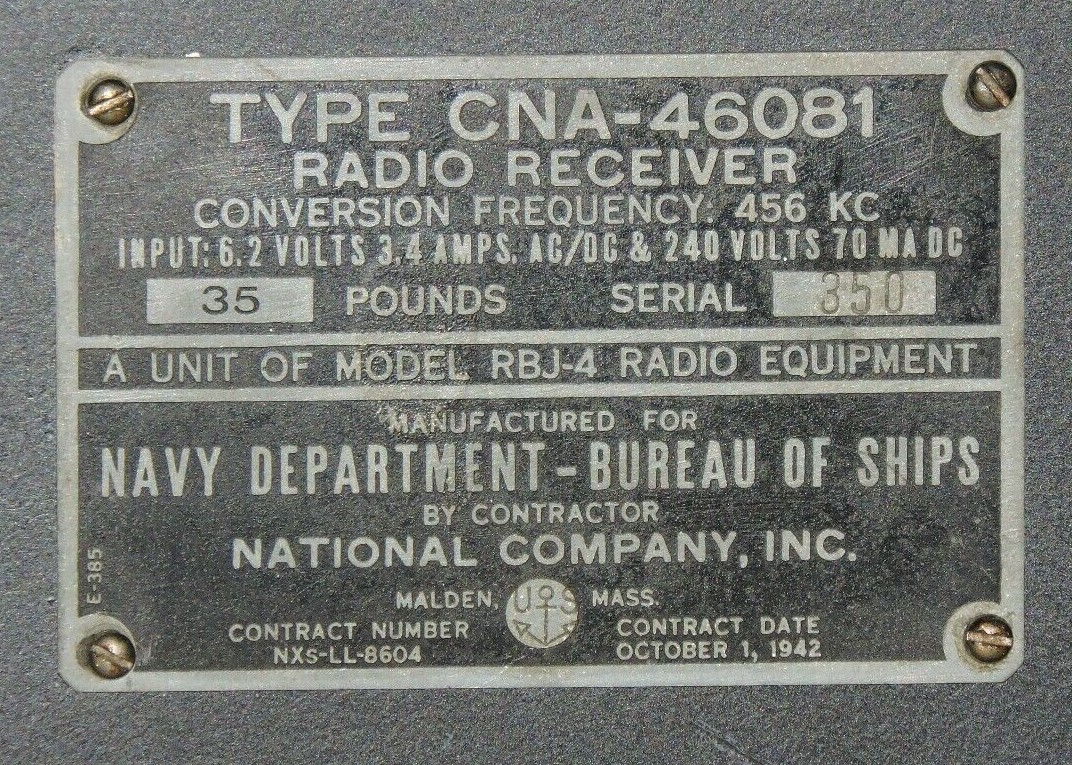 TYPE CNA-46081
RADIO RECEIVER
CONVERSION FREQUENCY: 456 KC
INPUT: 6.2 VOLTS 3.4 AMPS. AC/DC & 240 VOLTS 70 MA DC
35 POUNDS SERIAL 350
A UNIT OF MODEL RBJ-4 RADIO EQUIPMENT
MANUFACTURED FOR
NAVY DEPARTMENT - BUREAU OF SHIPS
BY CONTRACTOR
NATIONAL COMPANY, INC.
E-385
MALDEN, U S MASS.
CONTRACT NUMBER CONTRACT DATE
NXs-LL-8604 OCTOBER 1, 1942